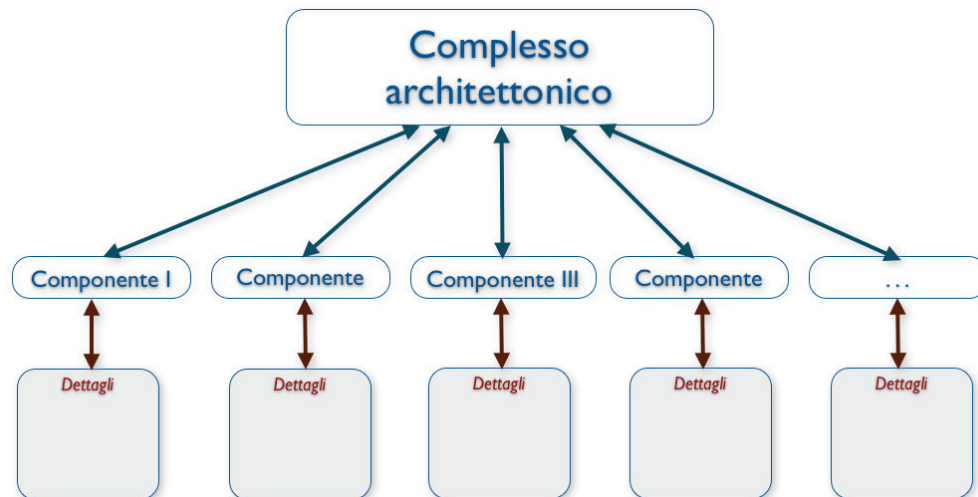 Complesso
architettonico
Componente I
Componente
Componente III
Componente
...
Dettagli
Dettagli
Dettagli
Dettagli
Dettagli